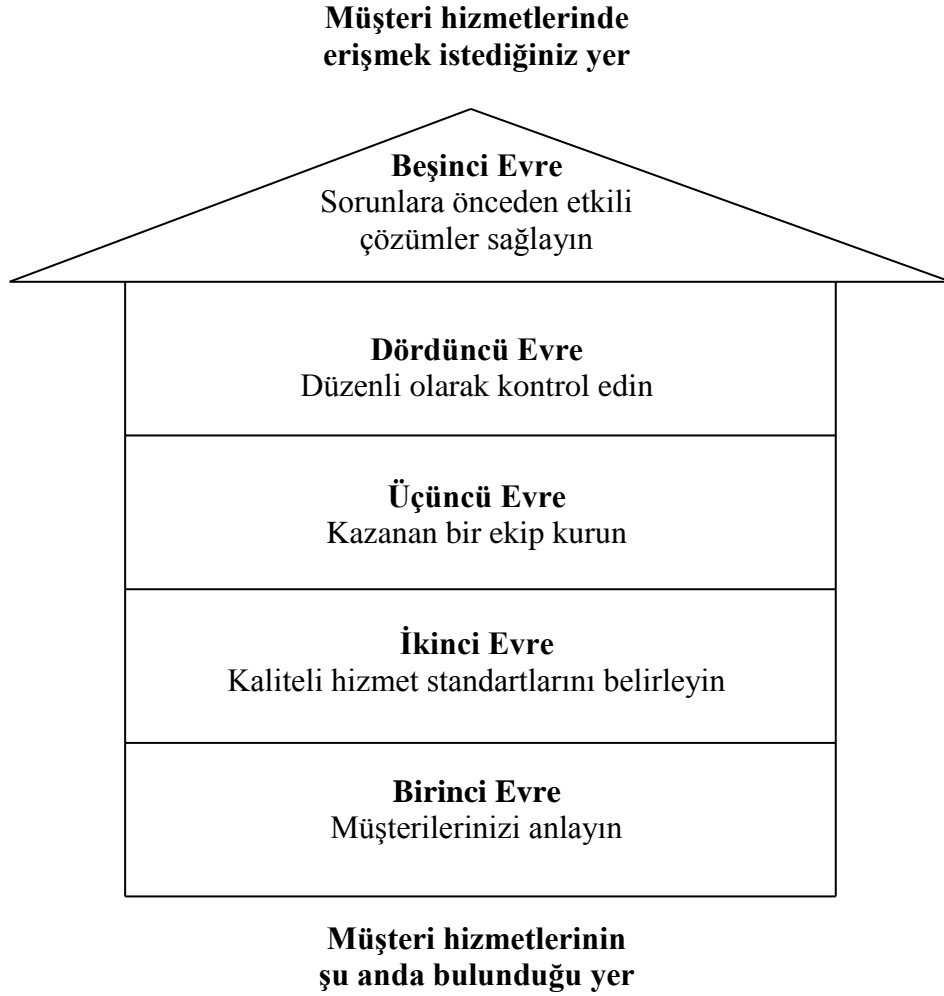 Müşteri hizmetlerinde
erişmek istediğiniz yer
Beşinci Evre
Sorunlara önceden etkili
çözümler sağlayın
Dördüncü Evre
Düzenli olarak kontrol edin
Üçüncü Evre
Kazanan bir ekip kurun
İkinci Evre
Kaliteli hizmet standartlarını belirleyin
Birinci Evre
Müşterilerinizi anlayın
Müşteri hizmetlerinin
şu anda bulunduğu yer